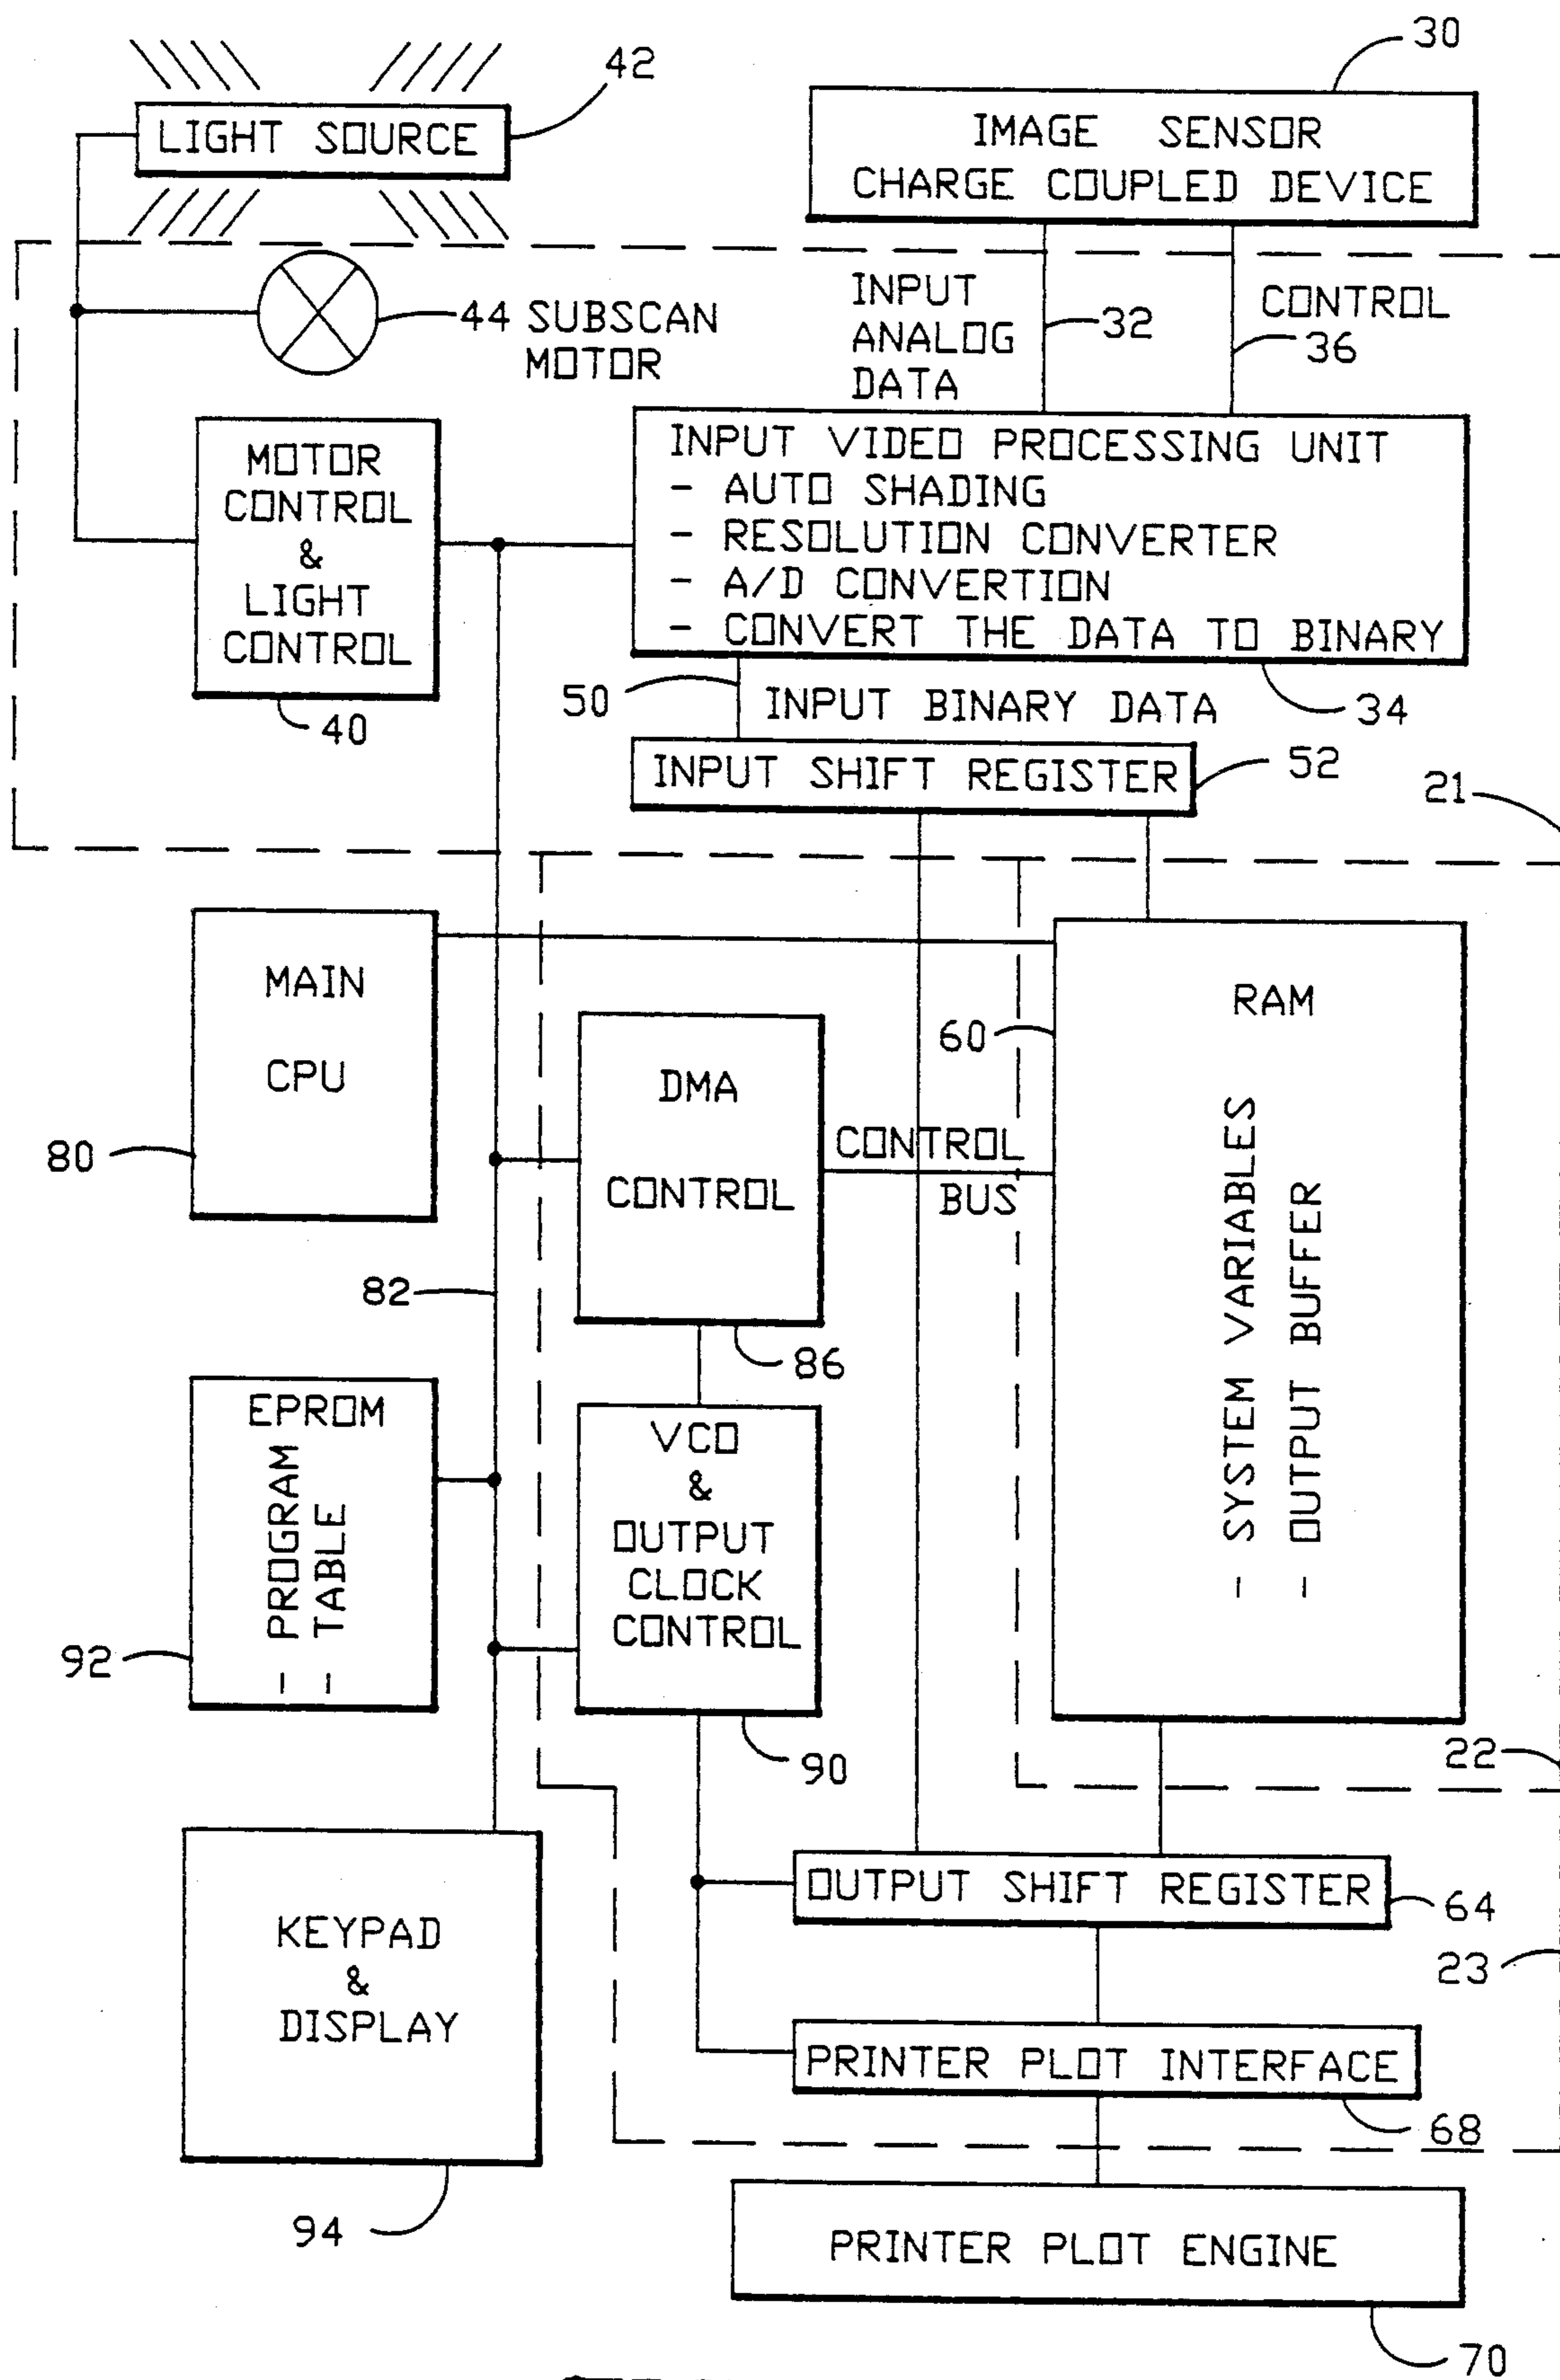 30
42
LIGHT SOURCE
IMAGE SENSOR
CHARGE COUPLED DEVICE
44 SUBSCAN
MOTOR
INPUT
ANALOG
DATA
32
CONTROL
36
MOTOR
CONTROL
&
LIGHT
CONTROL
40
INPUT VIDEO PROCESSING UNIT
- AUTO SHADING
- RESOLUTION CONVERTER
- A/D CONVERTION
- CONVERT THE DATA TO BINARY
50
INPUT BINARY DATA
34
INPUT SHIFT REGISTER
52
21
MAIN
CPU
80
60
RAM
- SYSTEM VARIABLES
- OUTPUT BUFFER
DMA
CONTROL
CONTROL
BUS
82
86
EPROM
- PROGRAM
- TABLE
92
VCO
&
OUTPUT
CLOCK
CONTROL
90
22
KEYPAD
&
DISPLAY
94
OUTPUT SHIFT REGISTER
64
23
PRINTER PLOT INTERFACE
68
PRINTER PLOT ENGINE
70